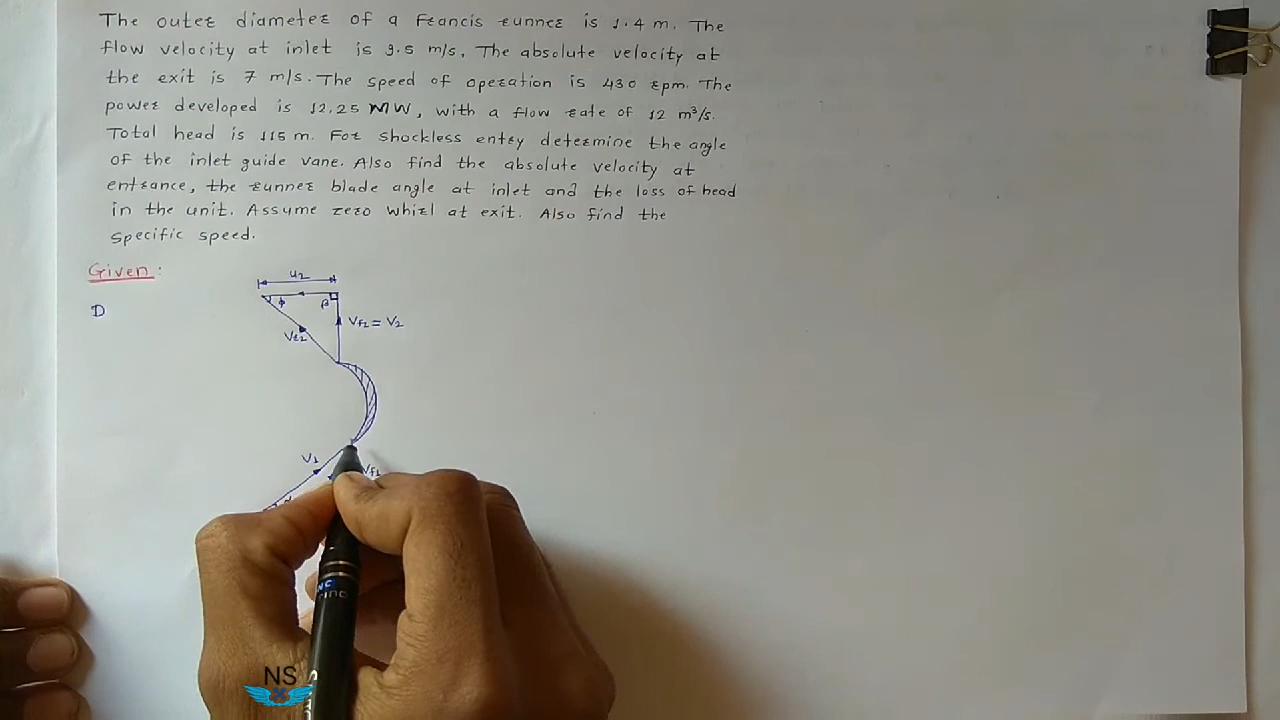 The outer diameter of a Francis runner is 1.4 m. The
flow velocity at inlet is 9.5 m/s. The absolute velocity at
the exit is 7 m/s. The speed of operation is 430 rpm. The
power developed is 12.25 MW, with a flow rate of 12 m³/s.
Total head is 115 m. For shockless entry determine the angle
of the inlet guide vane. Also find the absolute velocity at
entrance, the runner blade angle at inlet and the loss of head
in the unit. Assume zero whirl at exit. Also find the
specific speed.
Given:
D
u2
φ β
Vf2 = V2
Vr2
V1
Vf1
α
NS